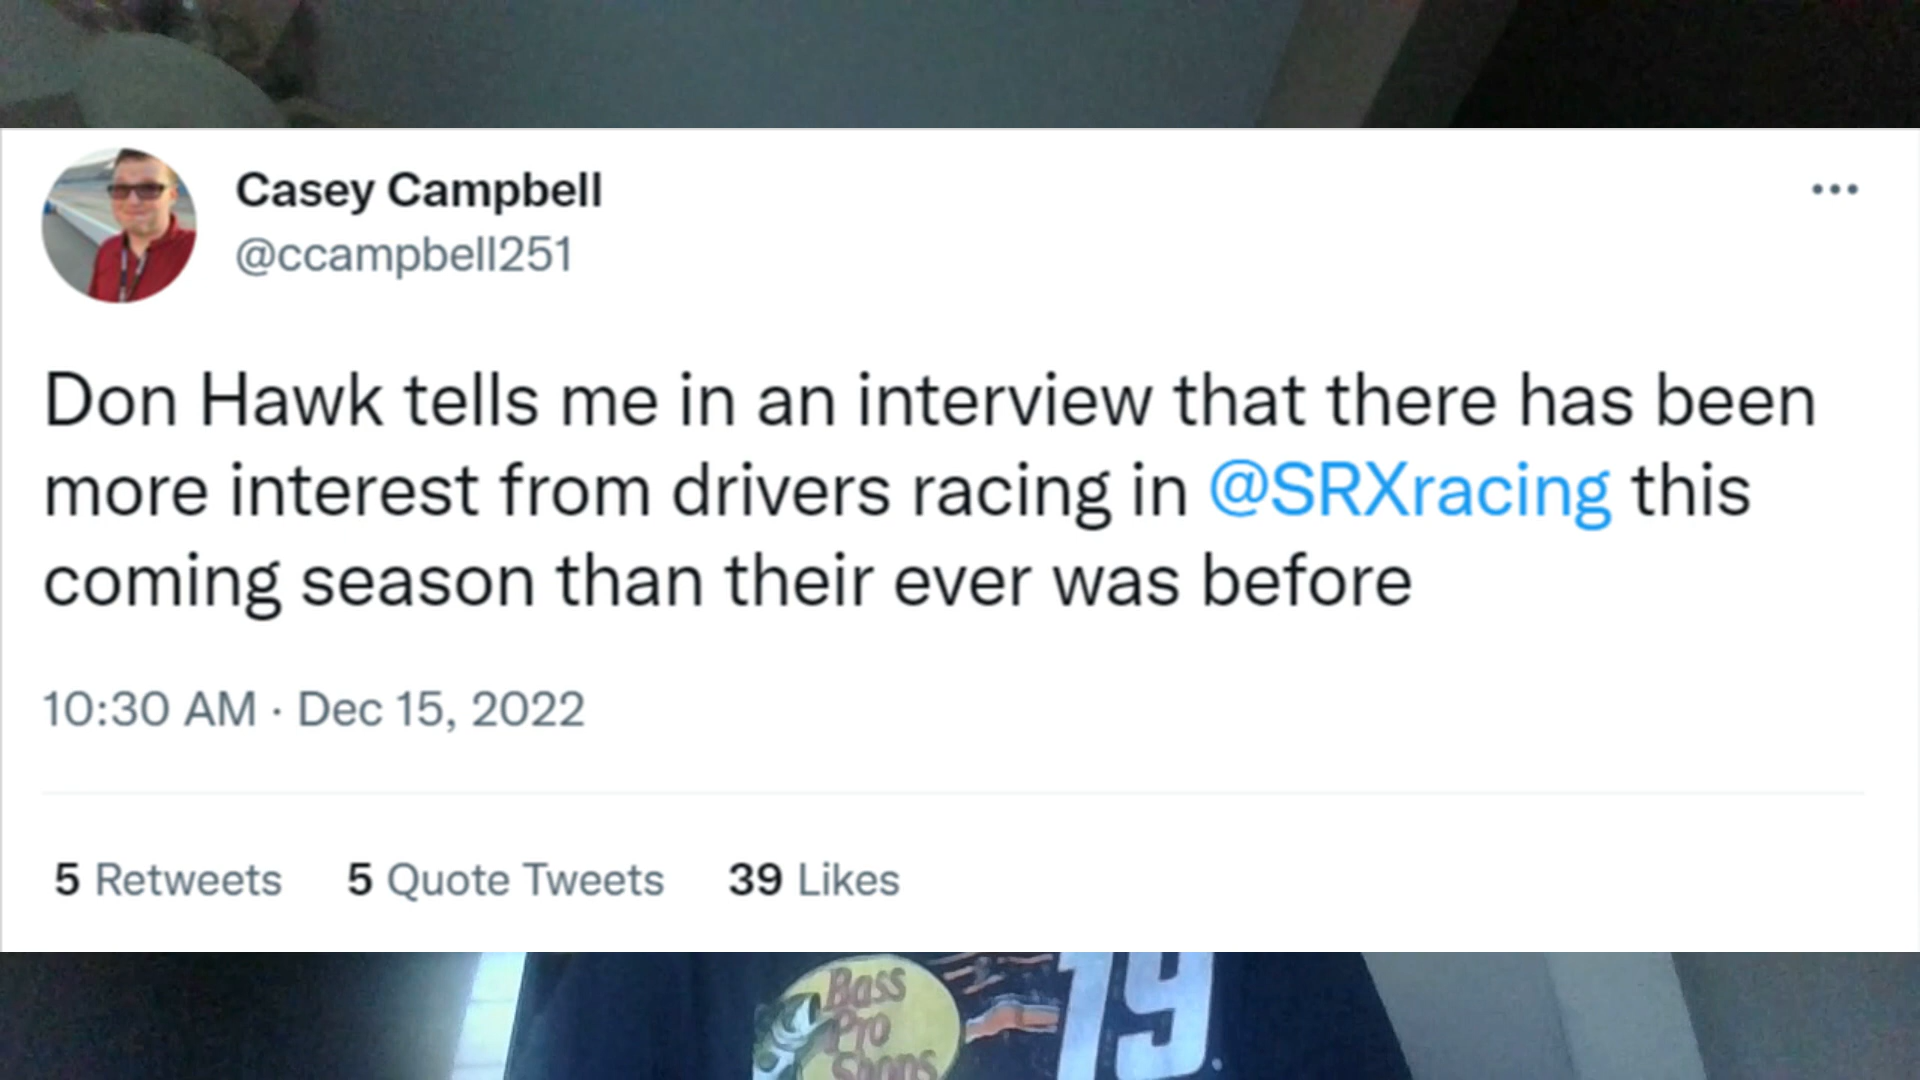 Casey Campbell
@ccampbell251
Don Hawk tells me in an interview that there has been
more interest from drivers racing in @SRXracing this
coming season than their ever was before
10:30 AM · Dec 15, 2022
5 Retweets 5 Quote Tweets 39 Likes
Bass
Pro
Shops
19